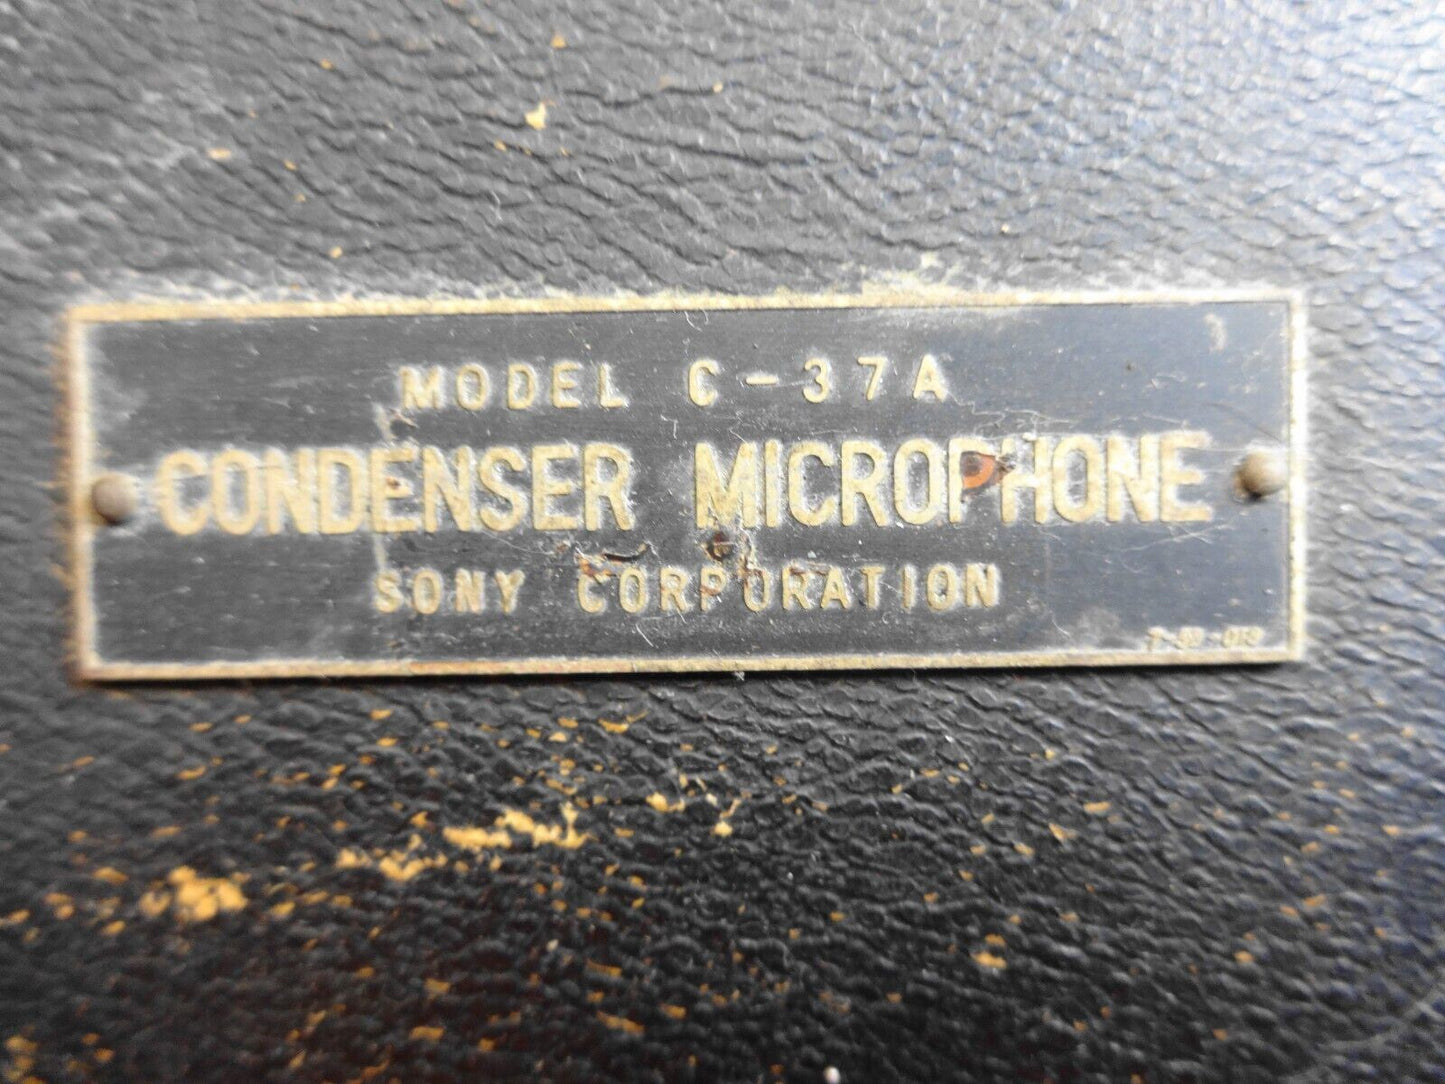 MODEL C-37A
CONDENSER MICROPHONE
SONY CORPORATION